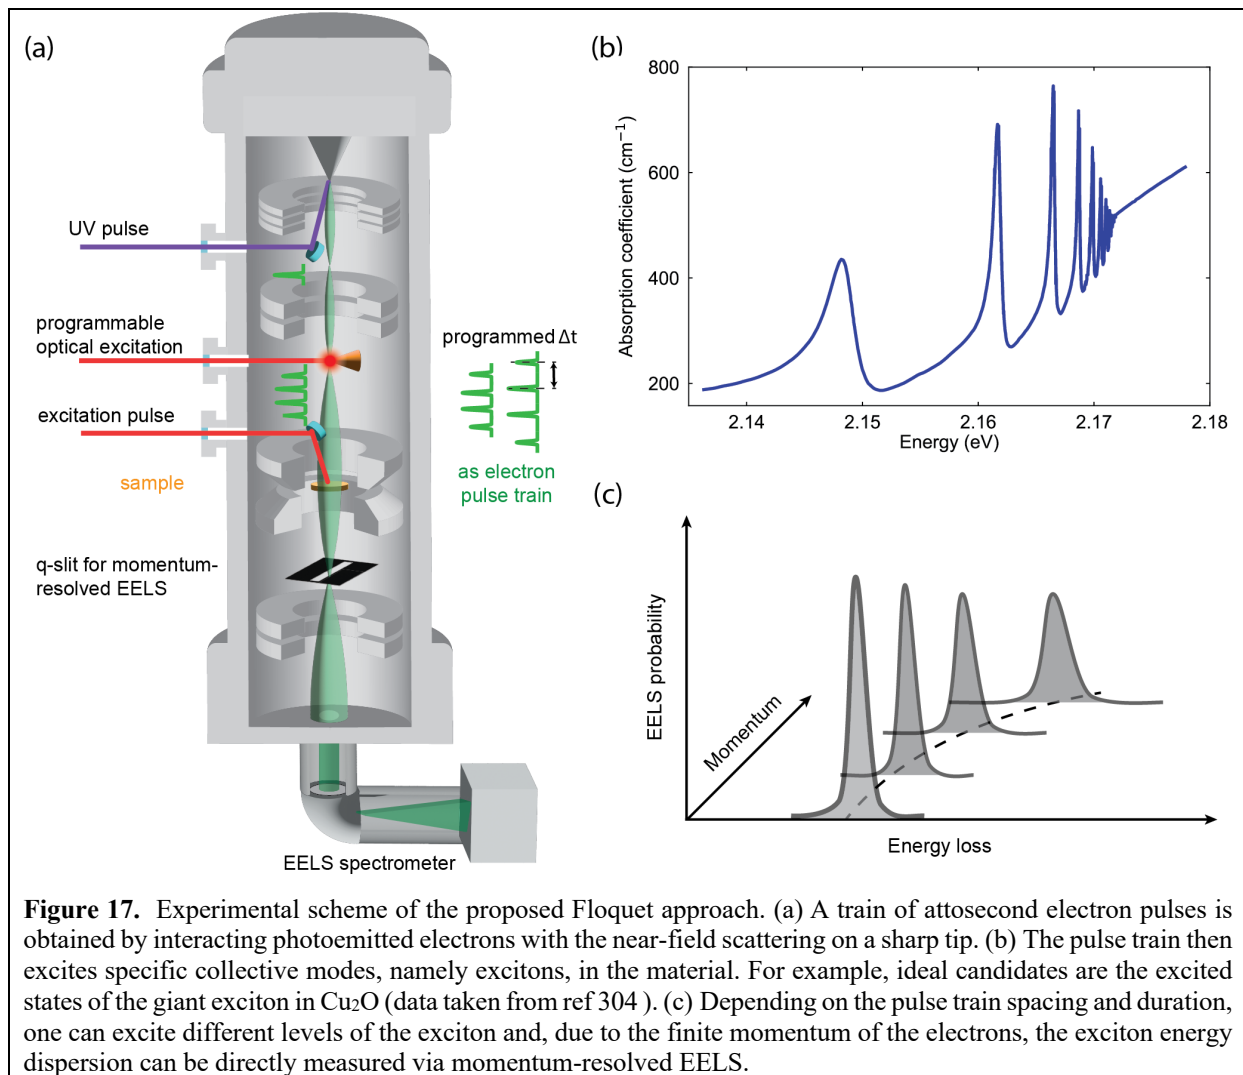 (a)
UV pulse
programmable
optical excitation
excitation pulse
sample
q-slit for momentum-
resolved EELS
EELS spectrometer
programmed Δt
as electron
pulse train
(b)
800
600
400
200
Absorption coefficient (cm⁻¹)
2.14 2.15 2.16 2.17 2.18
Energy (eV)
(c)
EELS probability
Momentum
Energy loss
Figure 17. Experimental scheme of the proposed Floquet approach. (a) A train of attosecond electron pulses is
obtained by interacting photoemitted electrons with the near-field scattering on a sharp tip. (b) The pulse train then
excites specific collective modes, namely excitons, in the material. For example, ideal candidates are the excited
states of the giant exciton in Cu₂O (data taken from ref 304 ). (c) Depending on the pulse train spacing and duration,
one can excite different levels of the exciton and, due to the finite momentum of the electrons, the exciton energy
dispersion can be directly measured via momentum-resolved EELS.